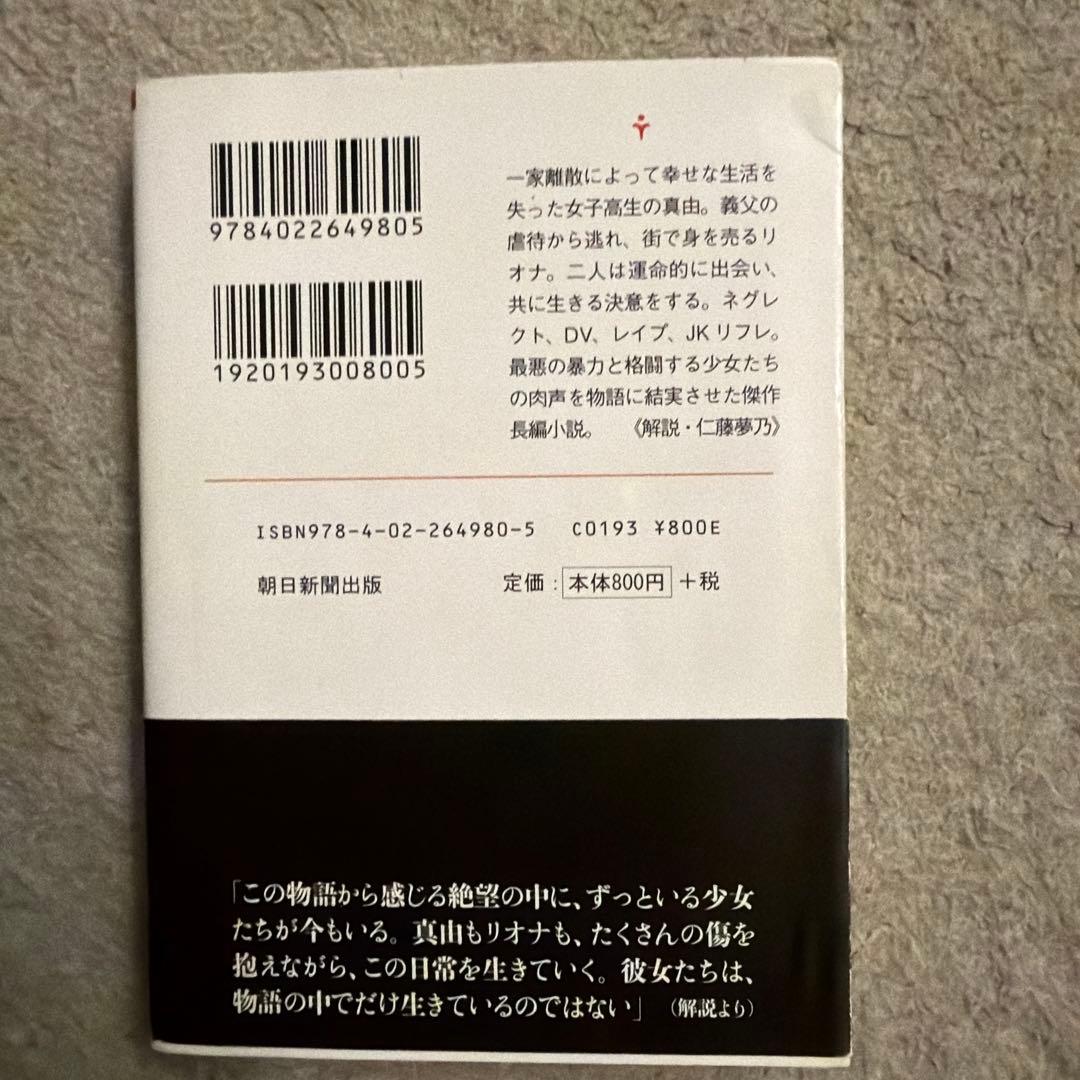 9784022649805
1920193008005
一家離散によって幸せな生活を
失った女子高生の真由。義父の
虐待から逃れ、街で身を売るリ
オナ。二人は運命的に出会い、
共に生きる決意をする。ネグレ
クト、DV、レイプ、JKリフレ。
最悪の暴力と格闘する少女たち
の肉声を物語に結実させた傑作
長編小説。 《解説・仁藤夢乃》
ISBN978-4-02-264980-5 C0193 ¥800E
朝日新聞出版 定価:本体800円+税
「この物語から感じる絶望の中に、ずっといる少女
たちが今もいる。真由もリオナも、たくさんの傷を
抱えながら、この日常を生きていく。彼女たちは、
物語の中でだけ生きているのではない」 (解説より)